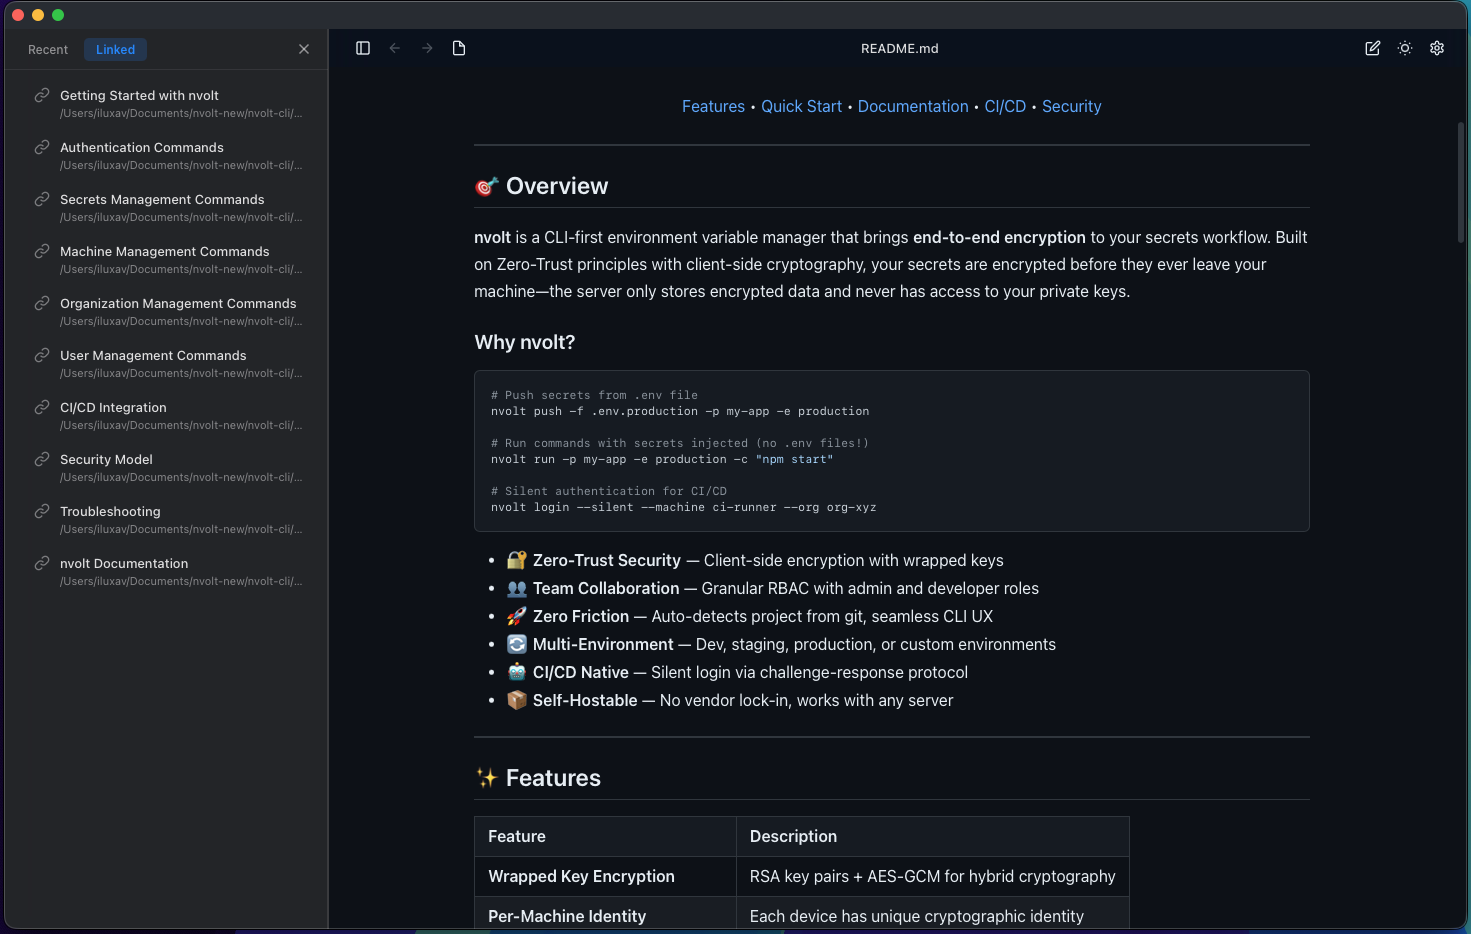 Recent
Linked
README.md
Getting Started with nvolt
/Users/iluxav/Documents/nvolt-new/nvolt-cli/...
Authentication Commands
/Users/iluxav/Documents/nvolt-new/nvolt-cli/...
Secrets Management Commands
/Users/iluxav/Documents/nvolt-new/nvolt-cli/...
Machine Management Commands
/Users/iluxav/Documents/nvolt-new/nvolt-cli/...
Organization Management Commands
/Users/iluxav/Documents/nvolt-new/nvolt-cli/...
User Management Commands
/Users/iluxav/Documents/nvolt-new/nvolt-cli/...
CI/CD Integration
/Users/iluxav/Documents/nvolt-new/nvolt-cli/...
Security Model
/Users/iluxav/Documents/nvolt-new/nvolt-cli/...
Troubleshooting
/Users/iluxav/Documents/nvolt-new/nvolt-cli/...
nvolt Documentation
/Users/iluxav/Documents/nvolt-new/nvolt-cli/...
Features • Quick Start • Documentation • CI/CD • Security
🎯 Overview
nvolt is a CLI-first environment variable manager that brings end-to-end encryption to your secrets workflow. Built
on Zero-Trust principles with client-side cryptography, your secrets are encrypted before they ever leave your
machine—the server only stores encrypted data and never has access to your private keys.
Why nvolt?
# Push secrets from .env file
nvolt push -f .env.production -p my-app -e production
# Run commands with secrets injected (no .env files!)
nvolt run -p my-app -e production -c "npm start"
# Silent authentication for CI/CD
nvolt login --silent --machine ci-runner --org org-xyz
• 🔐 Zero-Trust Security — Client-side encryption with wrapped keys
• 👥 Team Collaboration — Granular RBAC with admin and developer roles
• 🚀 Zero Friction — Auto-detects project from git, seamless CLI UX
• 🔄 Multi-Environment — Dev, staging, production, or custom environments
• 🤖 CI/CD Native — Silent login via challenge-response protocol
• 📦 Self-Hostable — No vendor lock-in, works with any server
✨ Features
Feature Description
Wrapped Key Encryption RSA key pairs + AES-GCM for hybrid cryptography
Per-Machine Identity Each device has unique cryptographic identity